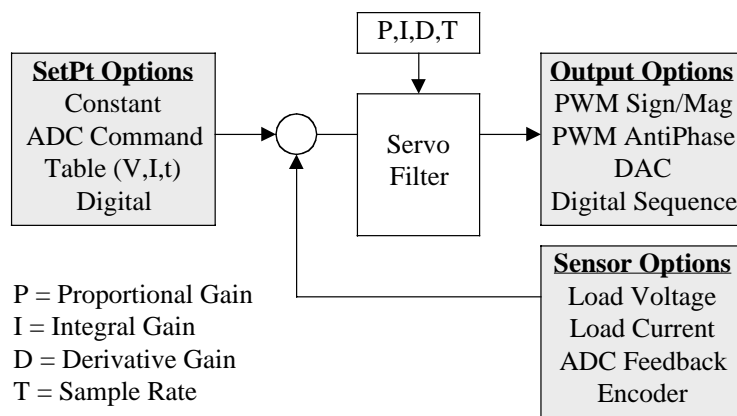 P,I,D,T
SetPt Options
Constant
ADC Command
Table (V,I,t)
Digital
Servo
Filter
Output Options
PWM Sign/Mag
PWM AntiPhase
DAC
Digital Sequence
Sensor Options
Load Voltage
Load Current
ADC Feedback
Encoder
P = Proportional Gain
I = Integral Gain
D = Derivative Gain
T = Sample Rate